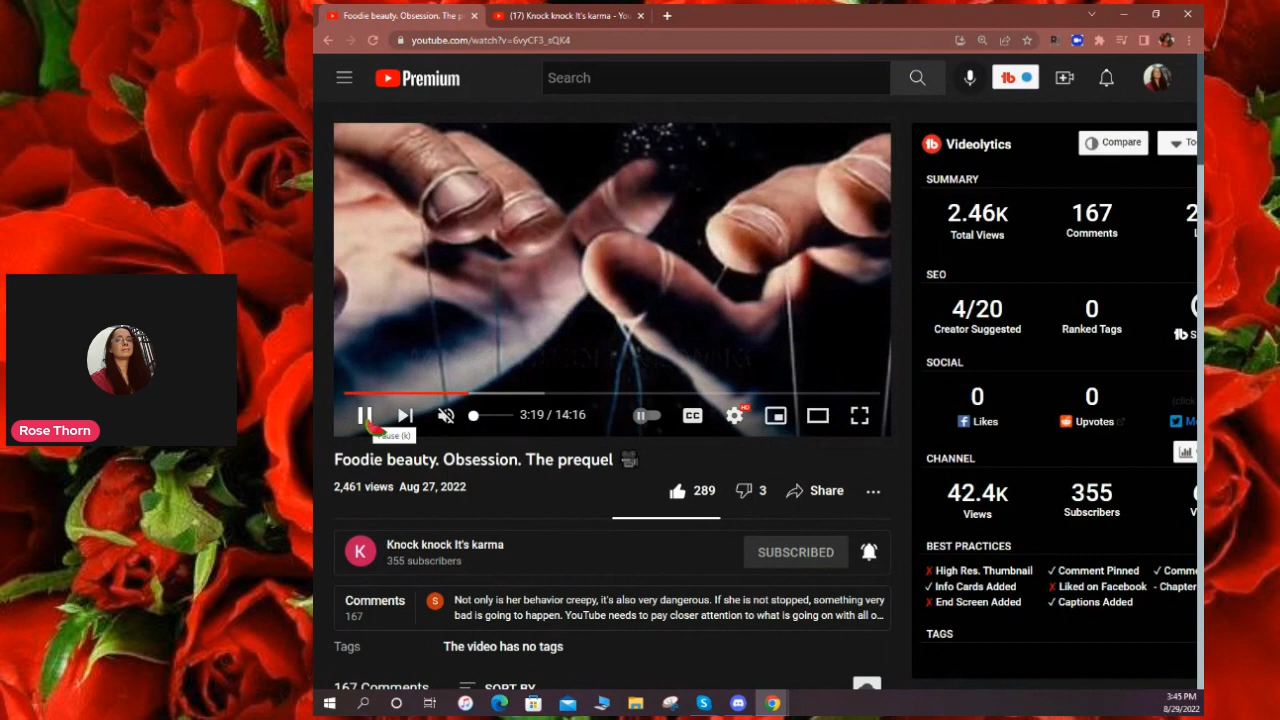 Foodie beauty. Obsession. The p
(17) Knock knock It's karma - You
youtube.com/watch?v=6vyCF3_sQK4
Premium
Search
Videolytics
Compare
To
SUMMARY
2.46K
167
2
Total Views
Comments
SEO
4/20
0
Creator Suggested
Ranked Tags
SOCIAL
0
0
Likes
Upvotes
CHANNEL
42.4K
355
Views
Subscribers
BEST PRACTICES
✗ High Res. Thumbnail
✓ Comment Pinned
✓ Comme
✓ Info Cards Added
✗ Liked on Facebook
- Chapter
✗ End Screen Added
✓ Captions Added
TAGS
3:19 / 14:16
CC
HD
Pause (k)
Foodie beauty. Obsession. The prequel
2,461 views Aug 27, 2022
289
3
Share
K
Knock knock It's karma
355 subscribers
SUBSCRIBED
Comments
167
S
Not only is her behavior creepy, it's also very dangerous. If she is not stopped, something very
bad is going to happen. YouTube needs to pay closer attention to what is going on with all o...
Tags
The video has no tags
167 Comments
SORT BY
Rose Thorn
3:45 PM
8/29/2022